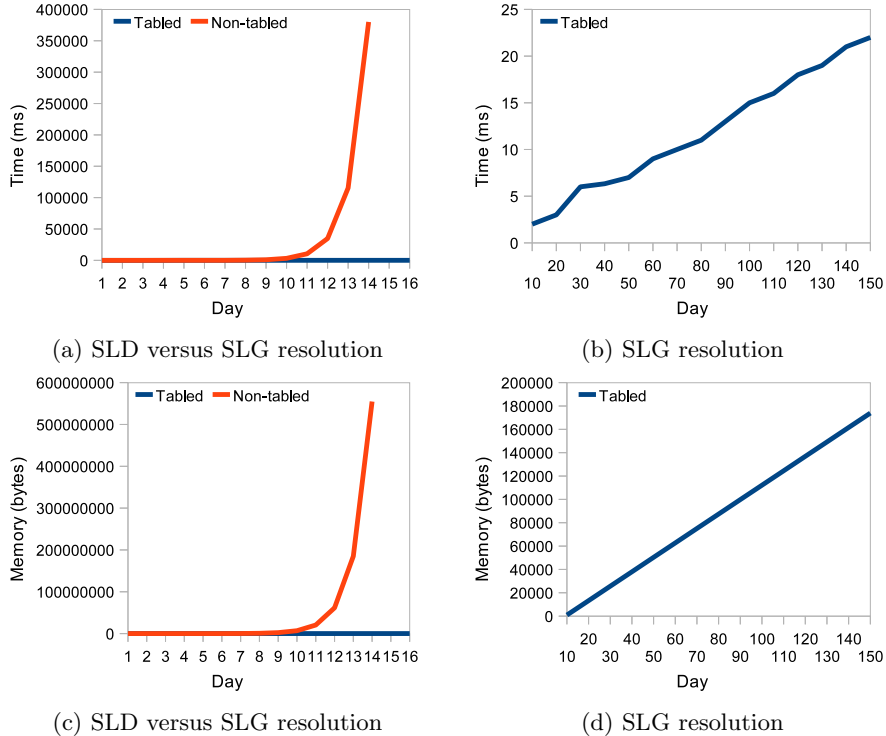 Tabled Non-tabled
400000
350000
300000
250000
200000
150000
100000
50000
0
Time (ms)
1 2 3 4 5 6 7 8 9 10 11 12 13 14 15 16
Day
(a) SLD versus SLG resolution
Tabled
25
20
15
10
5
0
Time (ms)
20 40 60 80 100 120 140
10 30 50 70 90 110 130 150
Day
(b) SLG resolution
Tabled Non-tabled
600000000
500000000
400000000
300000000
200000000
100000000
0
Memory (bytes)
1 2 3 4 5 6 7 8 9 10 11 12 13 14 15 16
Day
(c) SLD versus SLG resolution
Tabled
200000
180000
160000
140000
120000
100000
80000
60000
40000
20000
0
Memory (bytes)
20 40 60 80 100 120 140
10 30 50 70 90 110 130 150
Day
(d) SLG resolution